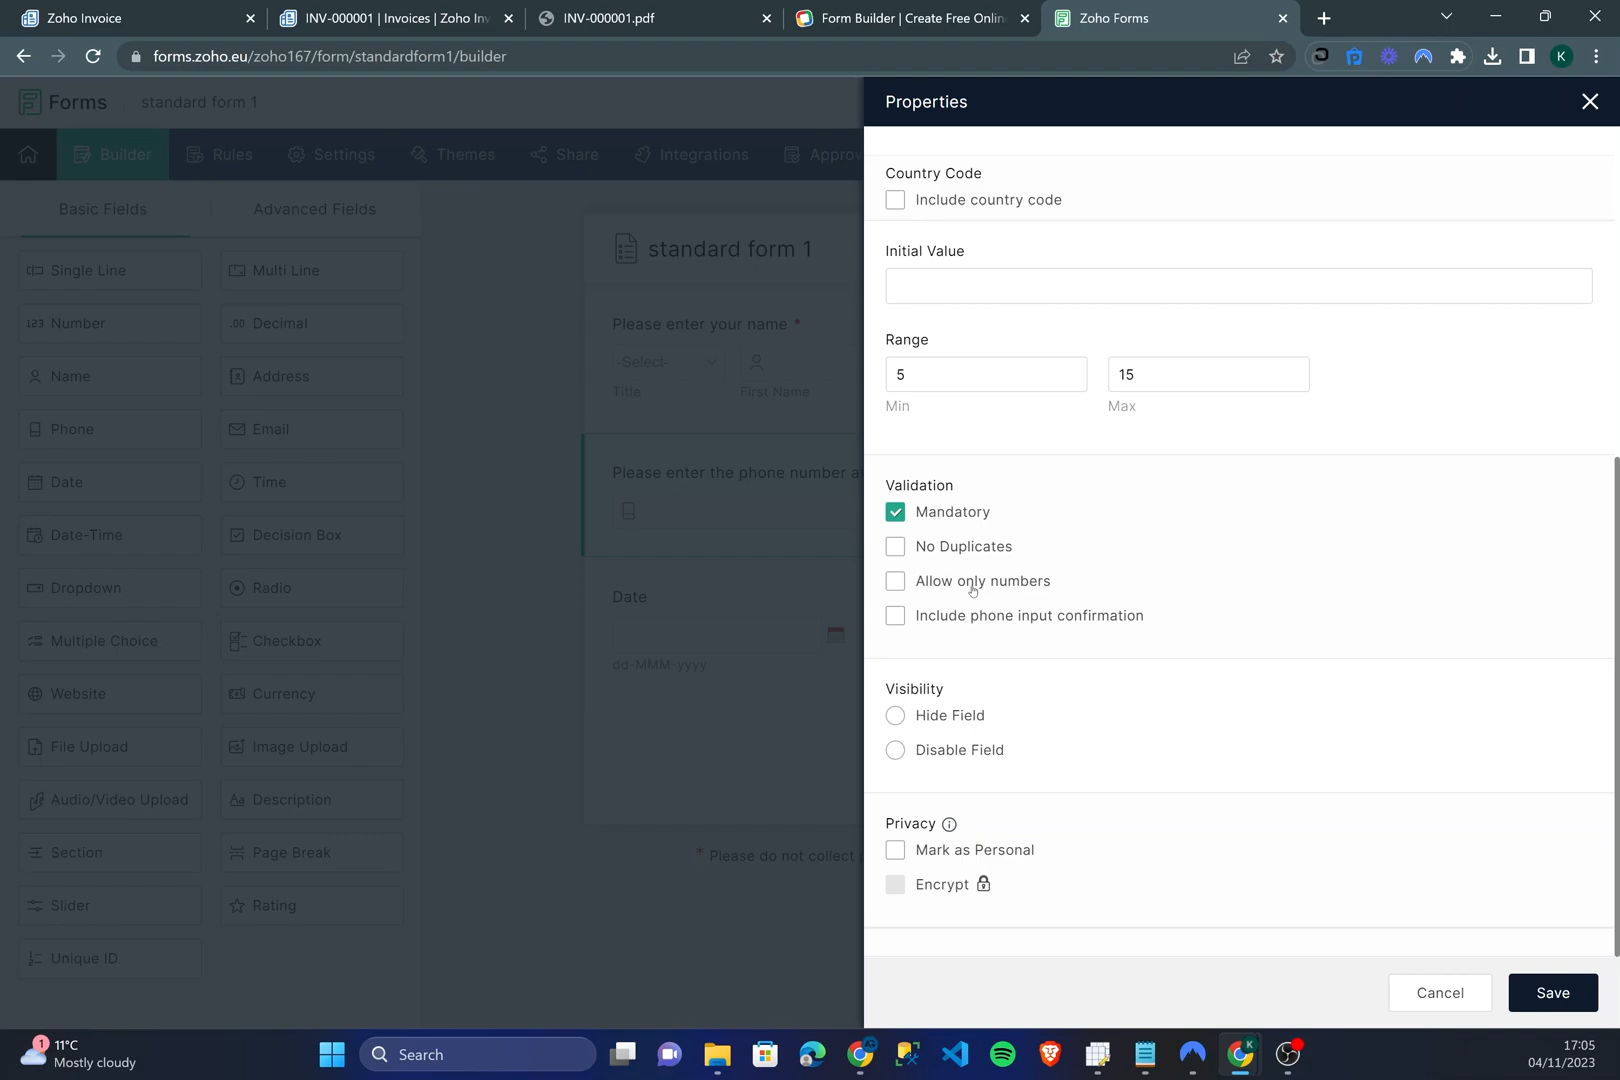 Zoho Invoice
INV-000001 | Invoices | Zoho Inv
INV-000001.pdf
Form Builder | Create Free Onlin
Zoho Forms
forms.zoho.eu/zoho167/form/standardform1/builder
K
Forms
standard form 1
Builder
Rules
Settings
Themes
Share
Integrations
Approv
Basic Fields
Advanced Fields
Single Line
Multi Line
123 Number
.00 Decimal
Name
Address
Phone
Email
Date
Time
Date-Time
Decision Box
Dropdown
Radio
Multiple Choice
Checkbox
Website
Currency
File Upload
Image Upload
Audio/Video Upload
Aa Description
Section
Page Break
Slider
Rating
Unique ID
standard form 1
Please enter your name *
-Select-
Title
First Name
Please enter the phone number a
Date
dd-MMM-yyyy
* Please do not collect p
Properties
Country Code
Include country code
Initial Value
Range
5
15
Min
Max
Validation
Mandatory
No Duplicates
Allow only numbers
Include phone input confirmation
Visibility
Hide Field
Disable Field
Privacy
Mark as Personal
Encrypt
Cancel
Save
1
11°C
Mostly cloudy
Search
K
17:05
04/11/2023